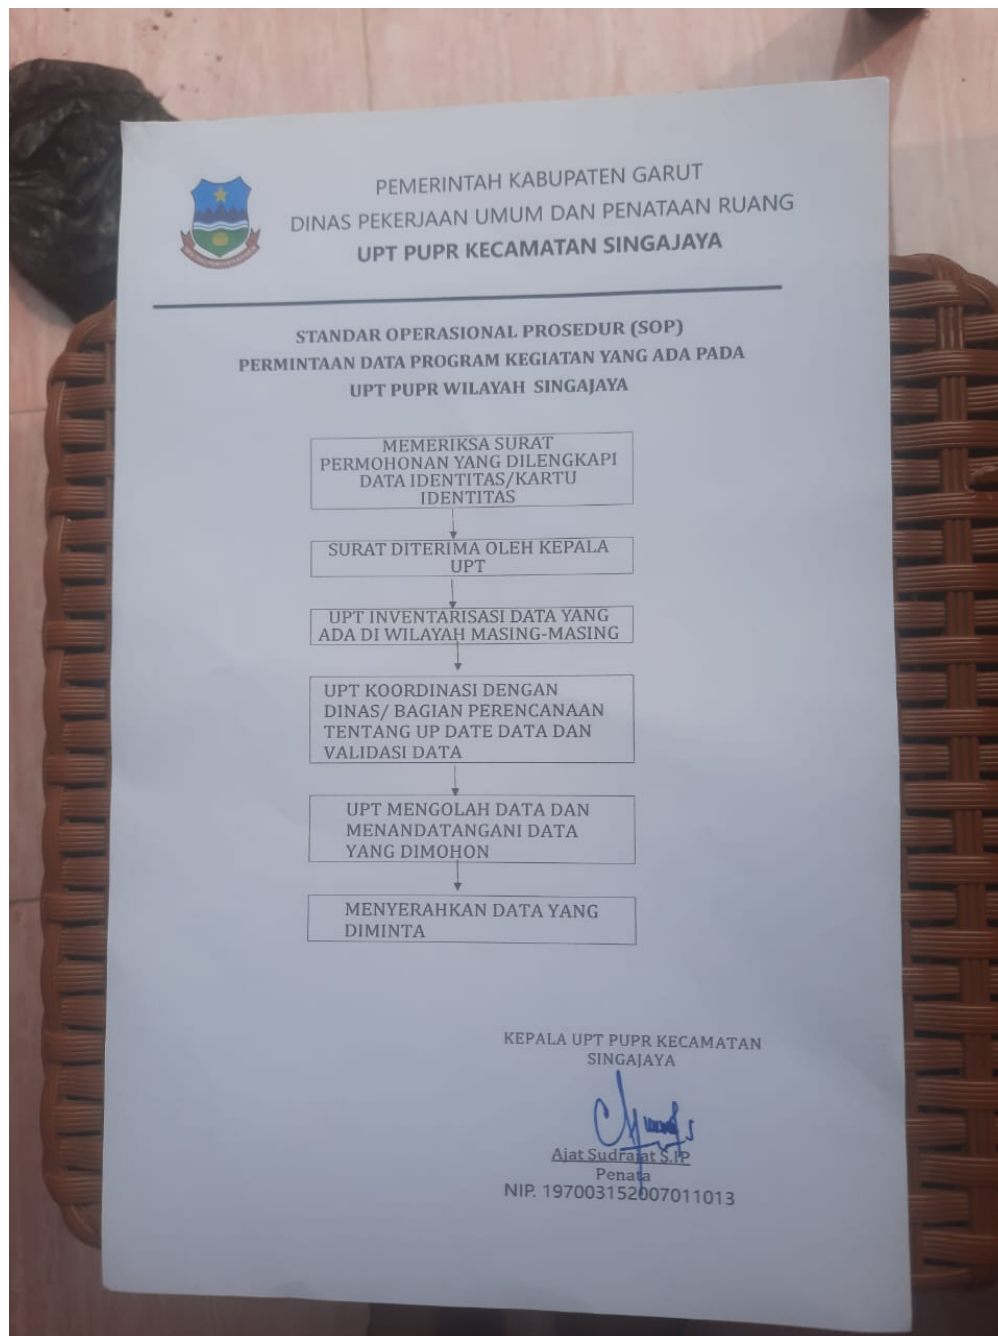 PEMERINTAH KABUPATEN GARUT
DINAS PEKERJAAN UMUM DAN PENATAAN RUANG
UPT PUPR KECAMATAN SINGAJAYA
STANDAR OPERASIONAL PROSEDUR (SOP)
PERMINTAAN DATA PROGRAM KEGIATAN YANG ADA PADA
UPT PUPR WILAYAH SINGAJAYA
MEMERIKSA SURAT
PERMOHONAN YANG DILENGKAPI
DATA IDENTITAS/KARTU
IDENTITAS
SURAT DITERIMA OLEH KEPALA
UPT
UPT INVENTARISASI DATA YANG
ADA DI WILAYAH MASING-MASING
UPT KOORDINASI DENGAN
DINAS/ BAGIAN PERENCANAAN
TENTANG UP DATE DATA DAN
VALIDASI DATA
UPT MENGOLAH DATA DAN
MENANDATANGANI DATA
YANG DIMOHON
MENYERAHKAN DATA YANG
DIMINTA
KEPALA UPT PUPR KECAMATAN
SINGAJAYA
Ajat Sudrajat S.IP
Penata
NIP. 197003152007011013